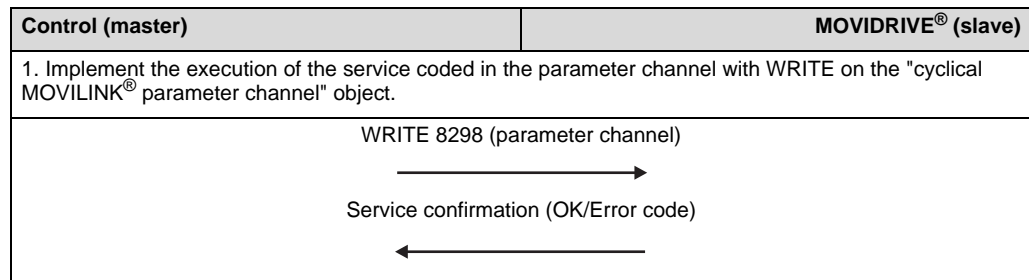 Control (master) MOVIDRIVE® (slave)
1. Implement the execution of the service coded in the parameter channel with WRITE on the "cyclical
MOVILINK® parameter channel" object.
WRITE 8298 (parameter channel)
Service confirmation (OK/Error code)